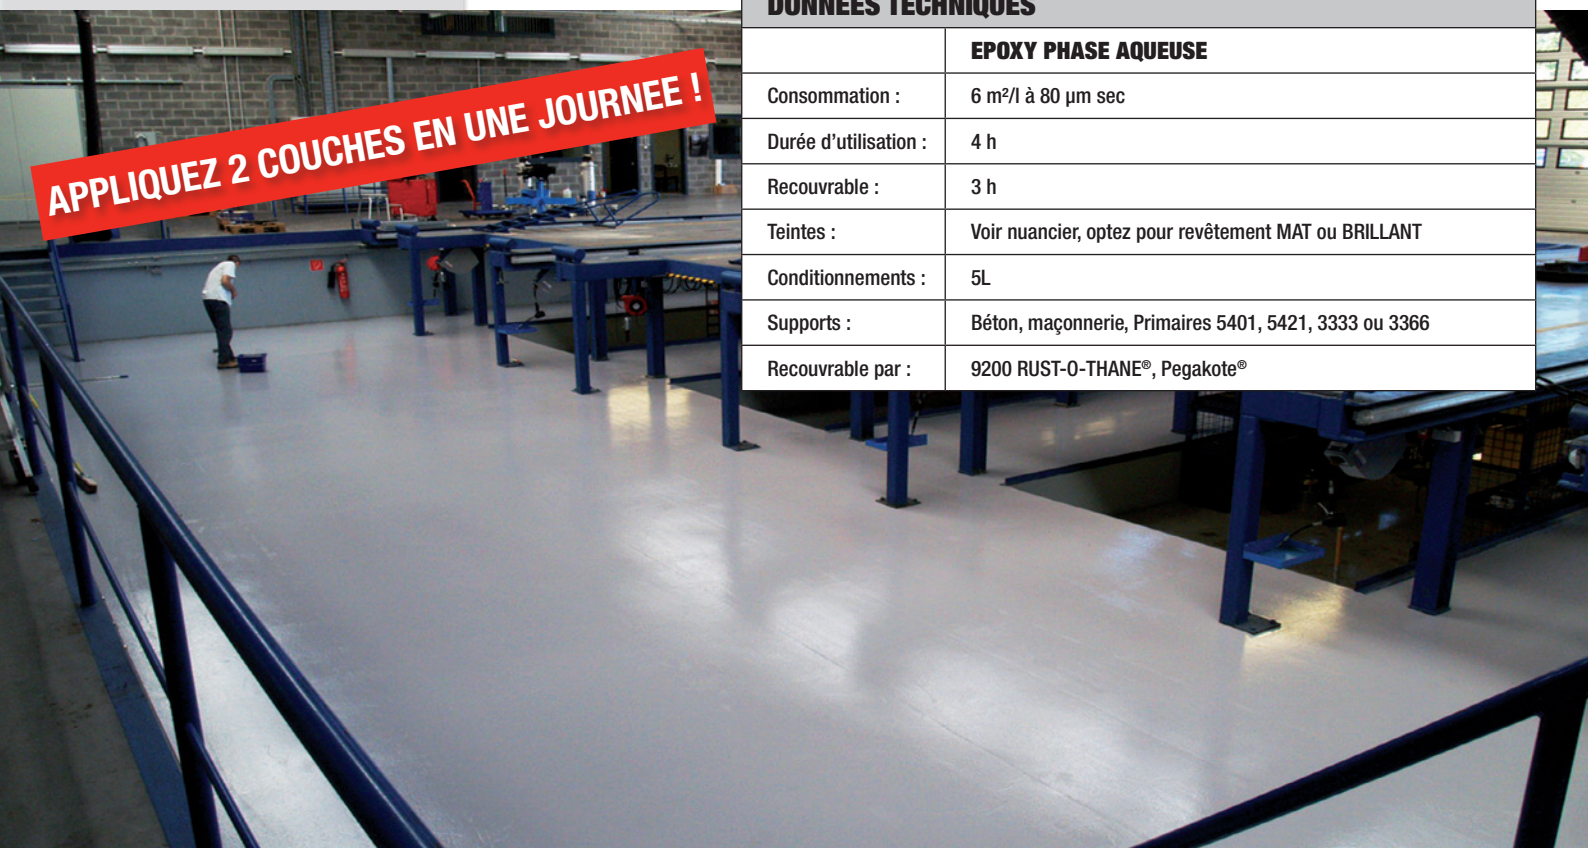 DONNÉES TECHNIQUES
EPOXY PHASE AQUEUSE
Consommation : 6 m²/l à 80 µm sec
Durée d’utilisation : 4 h
Recouvrable : 3 h
Teintes : Voir nuancier, optez pour revêtement MAT ou BRILLANT
Conditionnements : 5L
Supports : Béton, maçonnerie, Primaires 5401, 5421, 3333 ou 3366
Recouvrable par : 9200 RUST-O-THANE®, Pegakote®
APPLIQUEZ 2 COUCHES EN UNE JOURNEE !